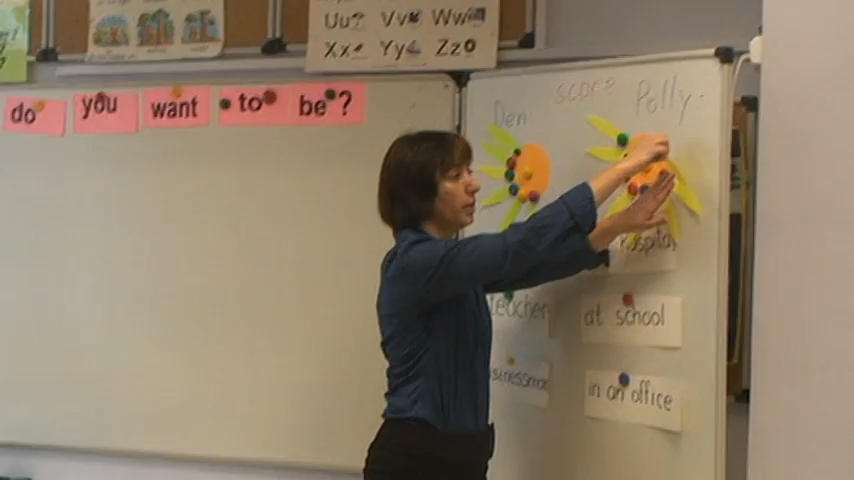 Uu Vv Ww
Xx Yy Zz
do you want to be?
score
Den Polly:
hospital
teacher
at school
businessman
in an office